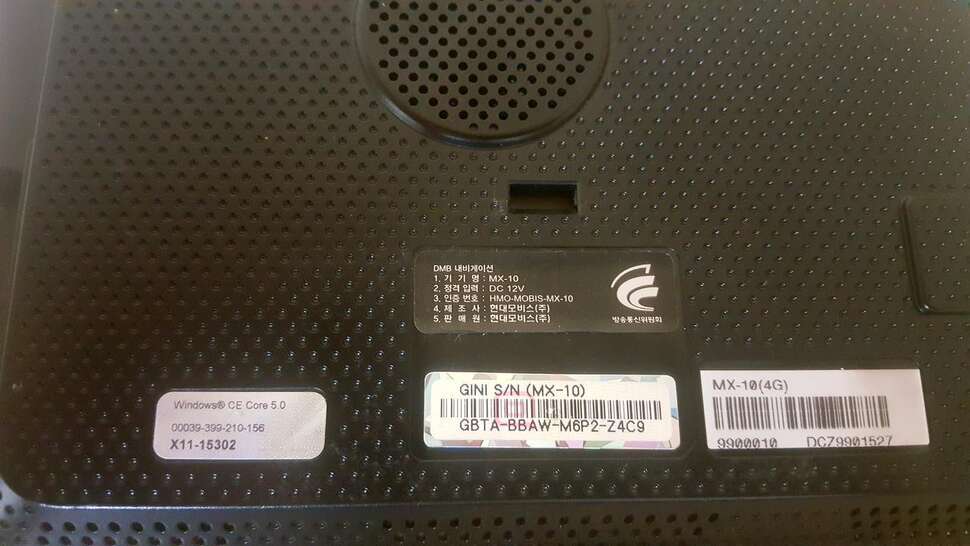 DMB 내비게이션
1. 기 기 명 : MX-10
2. 정격 입력 : DC 12V
3. 인증 번호 : HMO-MOBIS-MX-10
4. 제 조 사 : 현대모비스(주)
5. 판 매 원 : 현대모비스(주)
방송통신위원회
Windows® CE Core 5.0
00039-399-210-156
X11-15302
GINI S/N (MX-10)
GBTA-BBAW-M6P2-Z4C9
MX-10(4G)
9900010 DCZ9901527